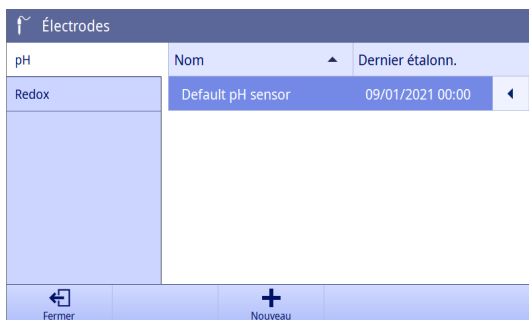 Électrodes
pH
Redox
Nom
Dernier étalonn.
Default pH sensor
09/01/2021 00:00
Fermer
Nouveau